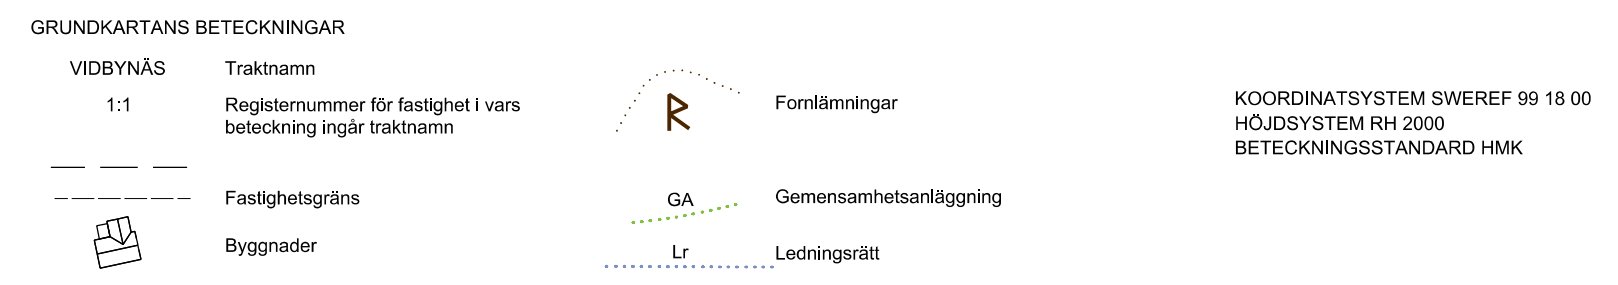 GRUNDKARTANS BETECKNINGAR
VIDBYNÄS Traktnamn
1:1 Registernummer för fastighet i vars
beteckning ingår traktnamn
Fastighetsgräns
Byggnader
R Fornlämningar
GA Gemensamhetsanläggning
Lr Ledningsrätt
KOORDINATSYSTEM SWEREF 99 18 00
HÖJDSYSTEM RH 2000
BETECKNINGSSTANDARD HMK